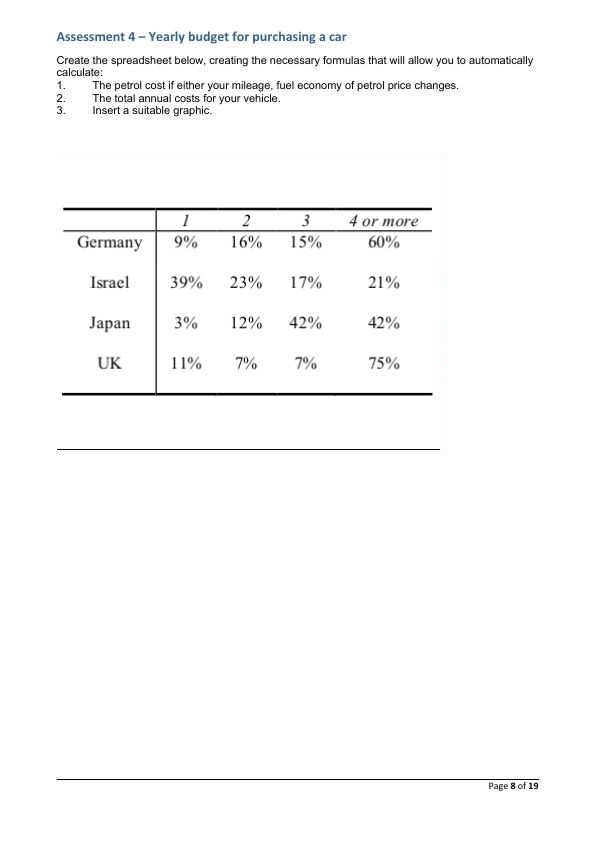 Assessment 4 – Yearly budget for purchasing a car
Create the spreadsheet below, creating the necessary formulas that will allow you to automatically
calculate:
1. The petrol cost if either your mileage, fuel economy of petrol price changes.
2. The total annual costs for your vehicle.
3. Insert a suitable graphic.
1 2 3 4 or more
Germany 9% 16% 15% 60%
Israel 39% 23% 17% 21%
Japan 3% 12% 42% 42%
UK 11% 7% 7% 75%
Page 8 of 19